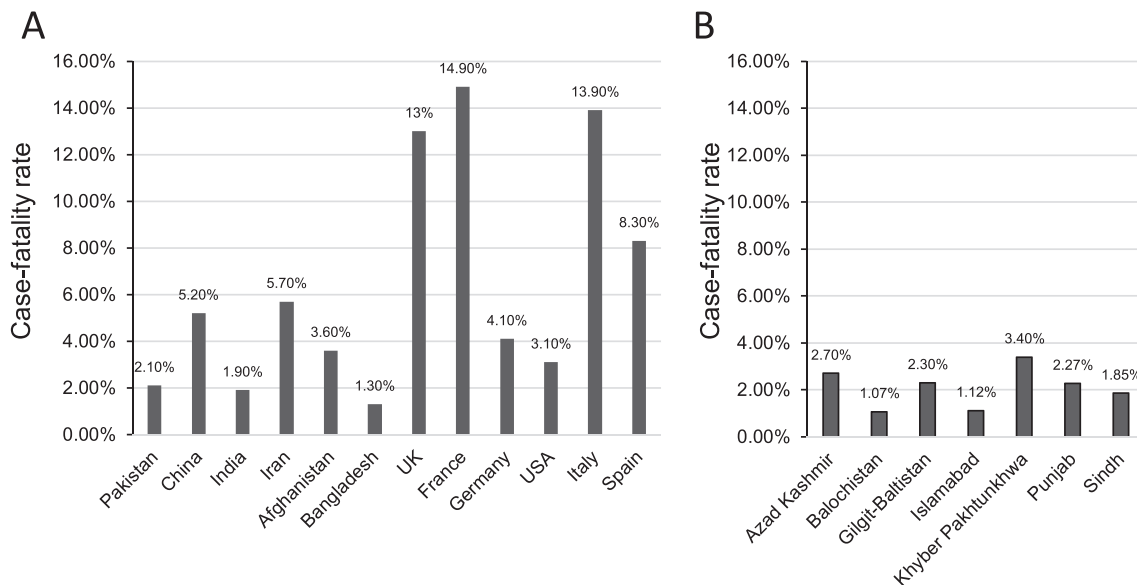 A
Case-fatality rate
16.00%
14.00%
12.00%
10.00%
8.00%
6.00%
4.00%
2.00%
0.00%
2.10%
5.20%
1.90%
5.70%
3.60%
1.30%
13%
14.90%
4.10%
3.10%
13.90%
8.30%
Pakistan
China
India
Iran
Afghanistan
Bangladesh
UK
France
Germany
USA
Italy
Spain
B
Case-fatality rate
16.00%
14.00%
12.00%
10.00%
8.00%
6.00%
4.00%
2.00%
0.00%
2.70%
1.07%
2.30%
1.12%
3.40%
2.27%
1.85%
Azad Kashmir
Balochistan
Gilgit-Baltistan
Islamabad
Khyber Pakhtunkhwa
Punjab
Sindh